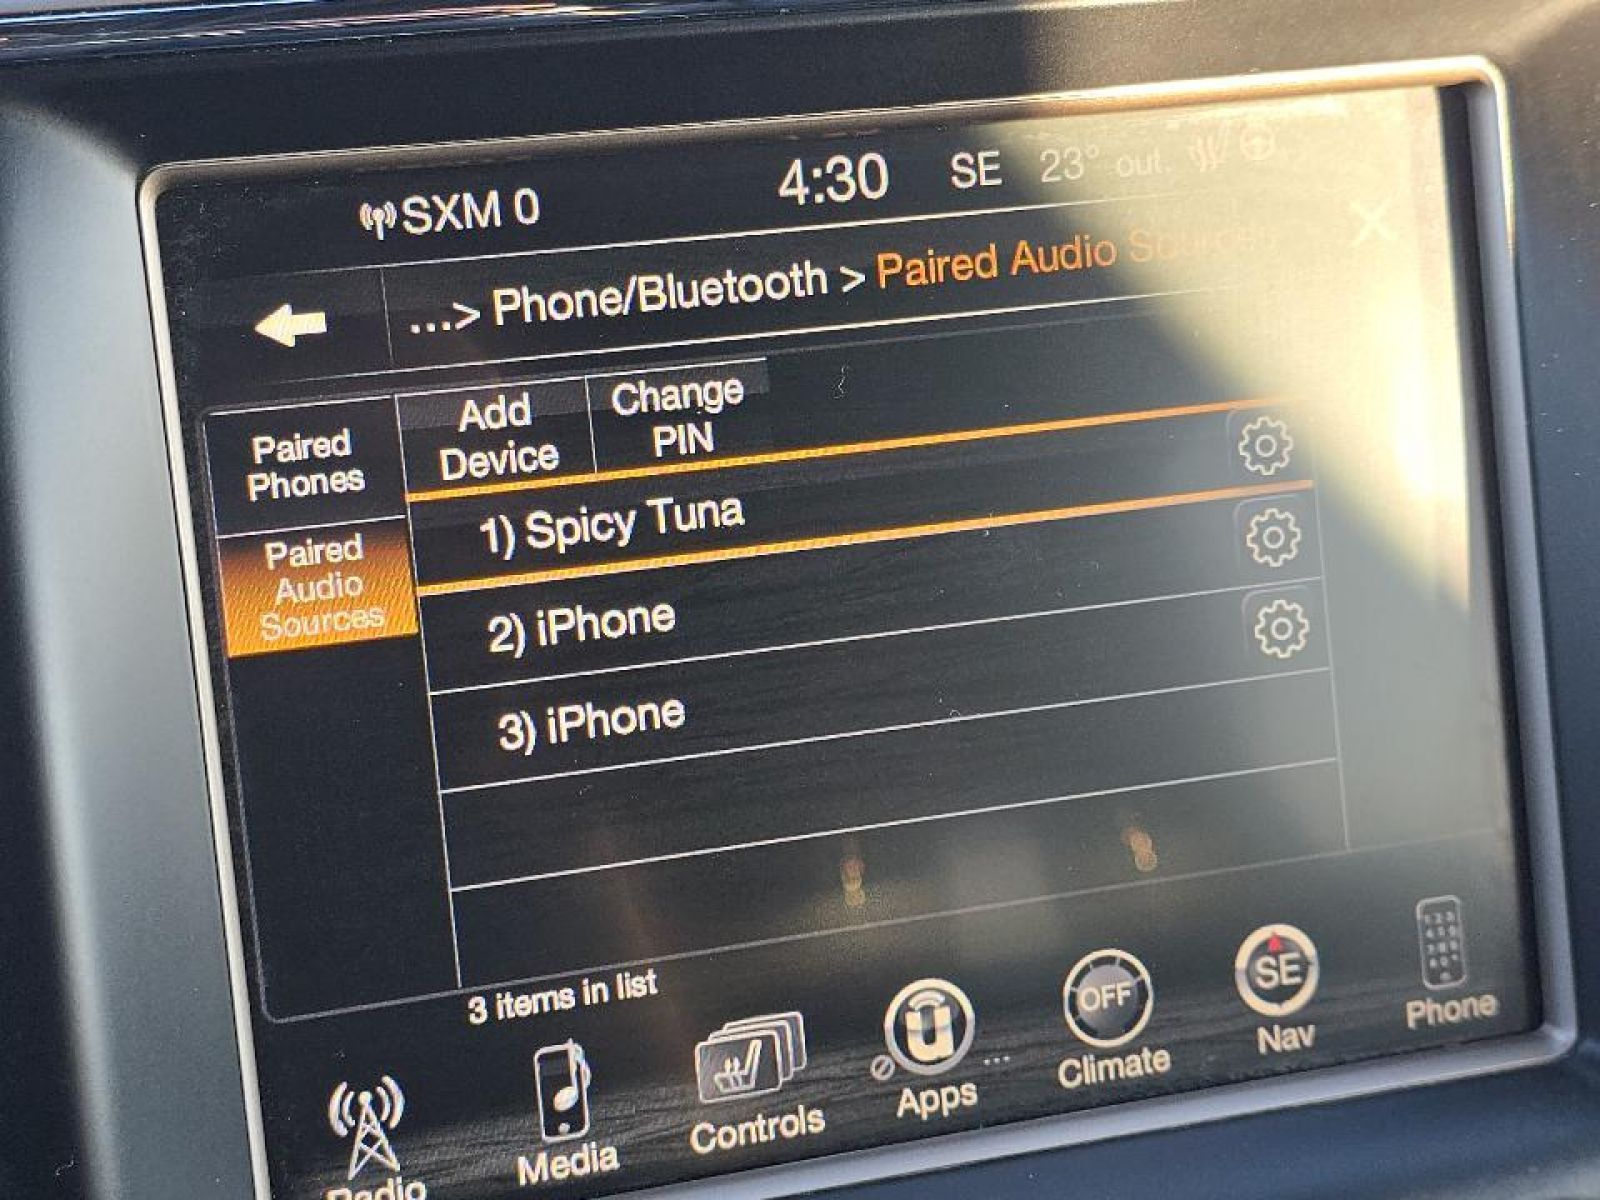 SXM 0 4:30 SE 23° out.
...> Phone/Bluetooth > Paired Audio Sources
Add
Device
Change
PIN
Paired
Phones
Paired
Audio
Sources
1) Spicy Tuna
2) iPhone
3) iPhone
3 items in list
Radio
Media
Controls
Apps
...
OFF
Climate
SE
Nav
Phone